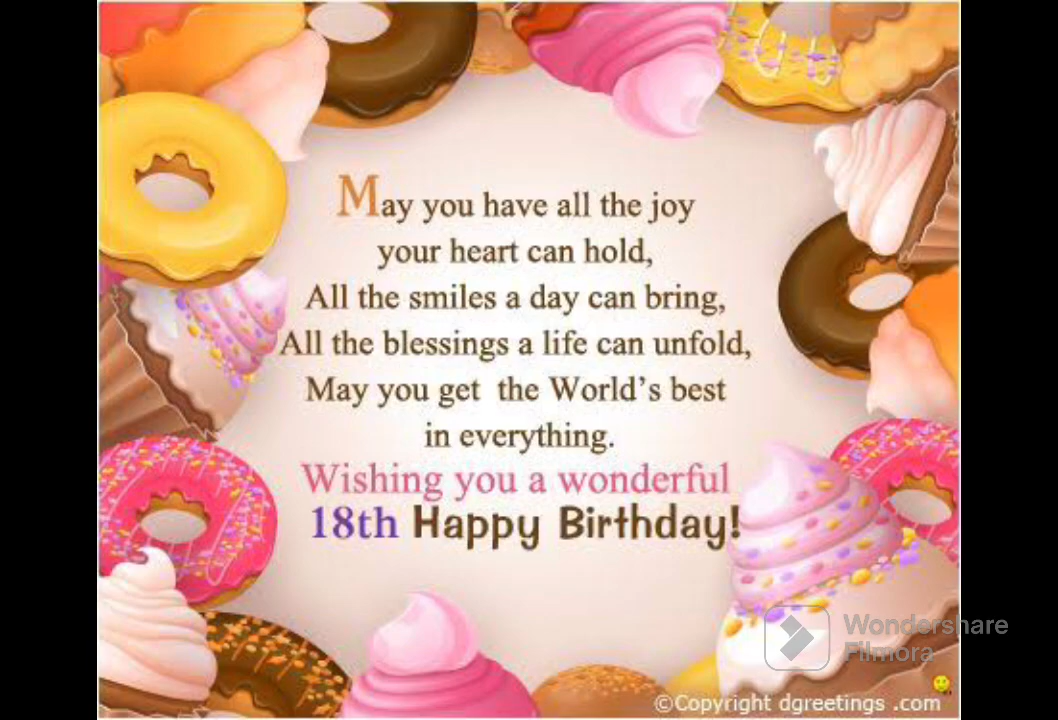 May you have all the joy
your heart can hold,
All the smiles a day can bring,
All the blessings a life can unfold,
May you get the World's best
in everything.
Wishing you a wonderful
18th Happy Birthday!
Wondershare
Filmora
©Copyright dgreetings .com